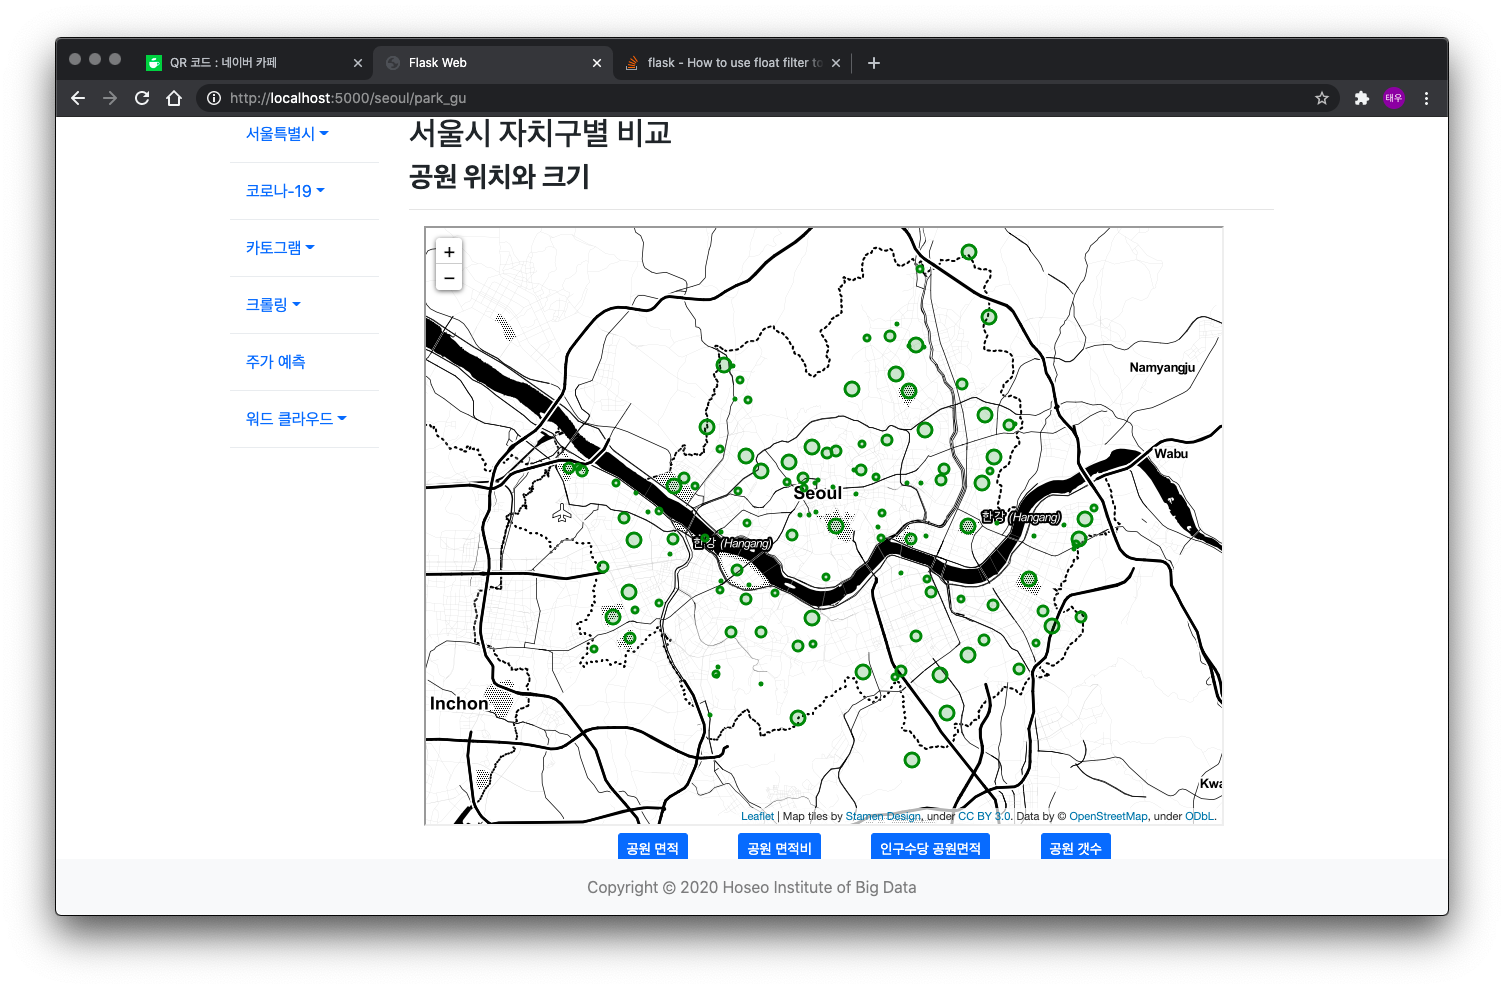 QR 코드 : 네이버 카페
Flask Web
flask - How to use float filter to
http://localhost:5000/seoul/park_gu
태우
서울특별시
코로나-19
카토그램
크롤링
주가 예측
워드 클라우드
서울시 자치구별 비교
공원 위치와 크기
+
−
Namyangju
Wabu
Seoul
한강 (Hangang)
한강 (Hangang)
Inchon
Kwa
Leaflet | Map tiles by Stamen Design, under CC BY 3.0. Data by © OpenStreetMap, under ODbL.
공원 면적
공원 면적비
인구수당 공원면적
공원 갯수
Copyright © 2020 Hoseo Institute of Big Data